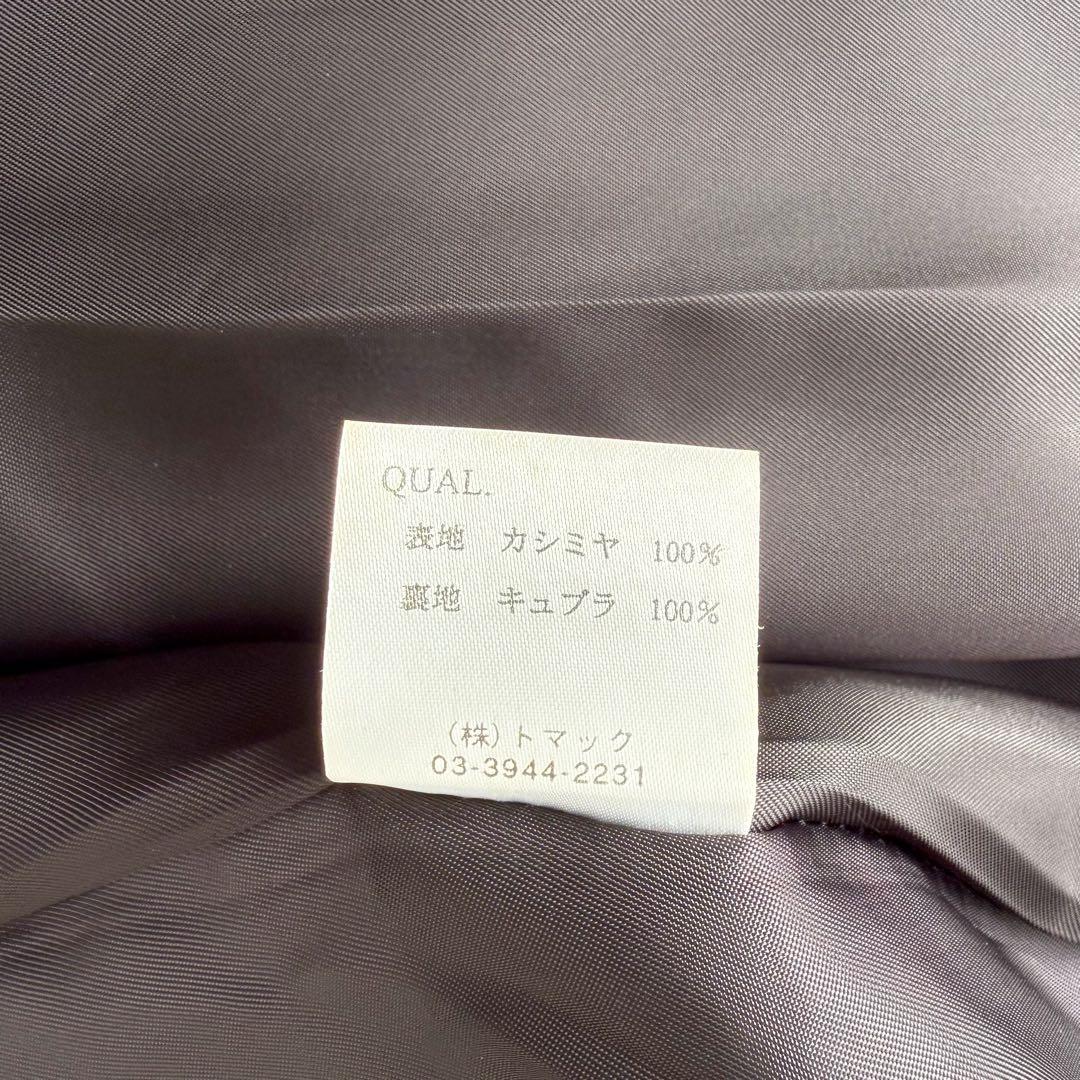 QUAL.
表地 カシミヤ 100%
裏地 キュプラ 100%
(株)トマック
03-3944-2231